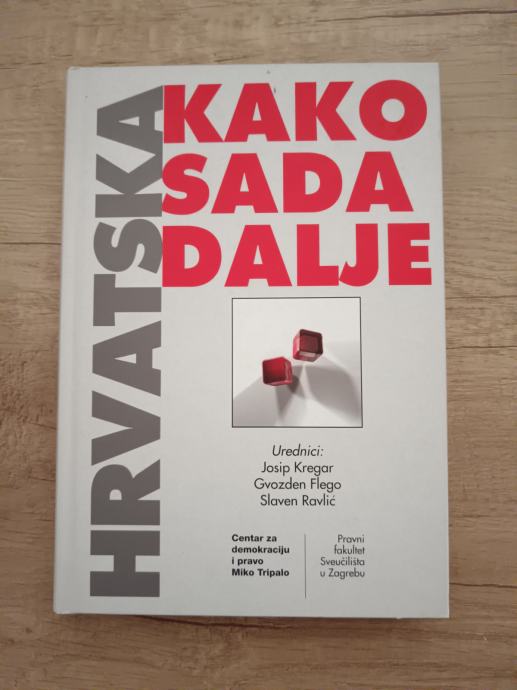 HRVATSKA
KAKO
SADA
DALJE
Urednici:
Josip Kregar
Gvozden Flego
Slaven Ravlić
Centar za
demokraciju
i pravo
Miko Tripalo
Pravni
fakultet
Sveučilišta
u Zagrebu